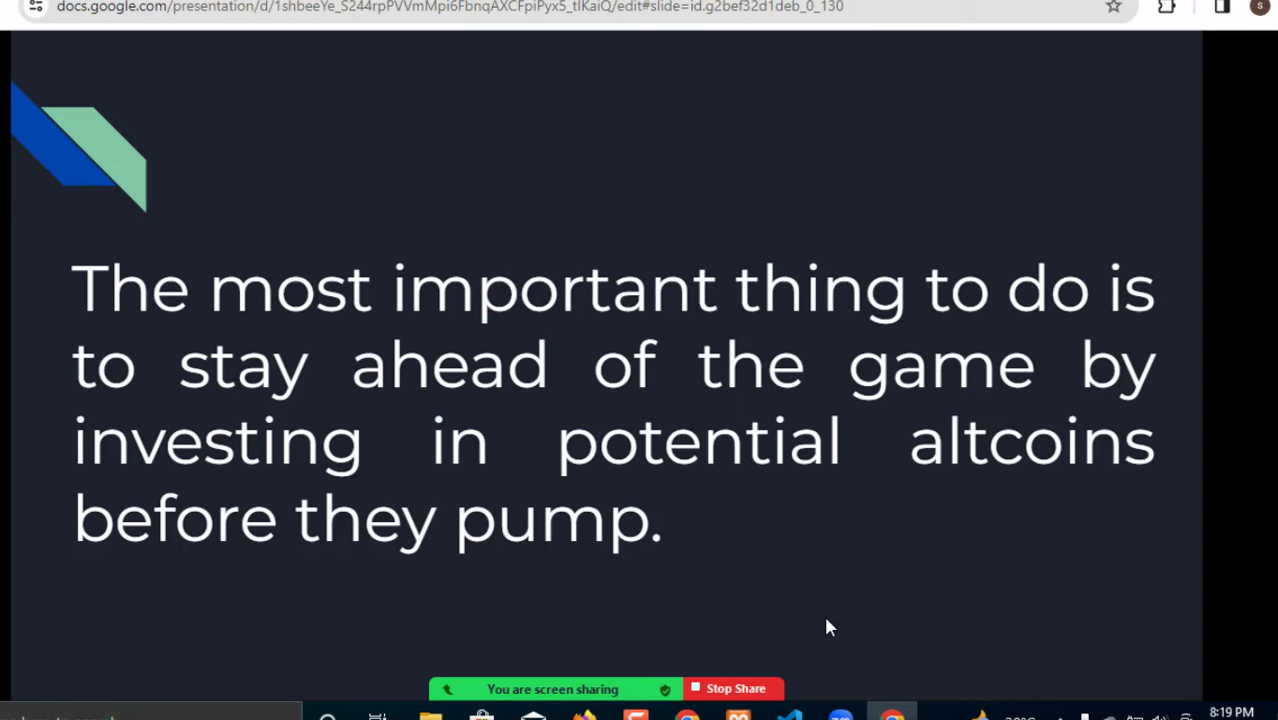 docs.google.com/presentation/d/1shbeeYe_S244rpPVVmMpi6FbnqAXCFpiPyx5_tlKaiQ/edit#slide=id.g2bef32d1deb_0_130
S
The most important thing to do is
to stay ahead of the game by
investing in potential altcoins
before they pump.
You are screen sharing
Stop Share
8:19 PM